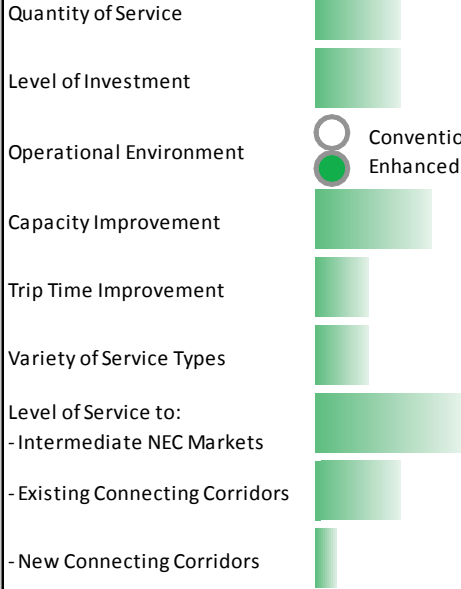 Quantity of Service
Level of Investment
Operational Environment
Conventio
Enhanced
Capacity Improvement
Trip Time Improvement
Variety of Service Types
Level of Service to:
- Intermediate NEC Markets
- Existing Connecting Corridors
- New Connecting Corridors